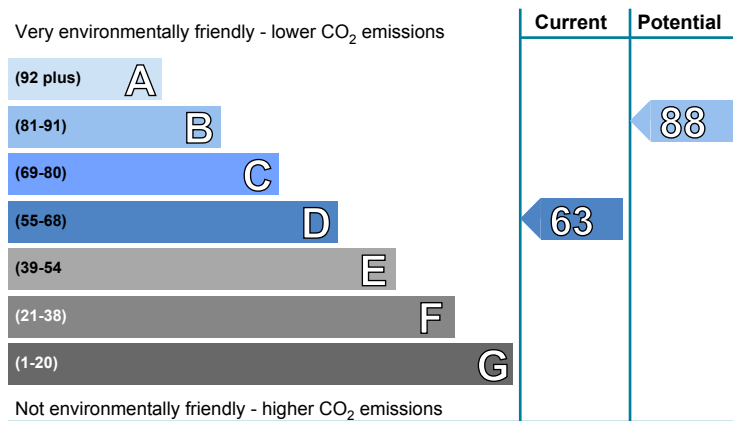 Very environmentally friendly - lower CO2 emissions
Current
Potential
(92 plus) A
(81-91) B
88
(69-80) C
(55-68) D
63
(39-54 E
(21-38) F
(1-20) G
Not environmentally friendly - higher CO2 emissions